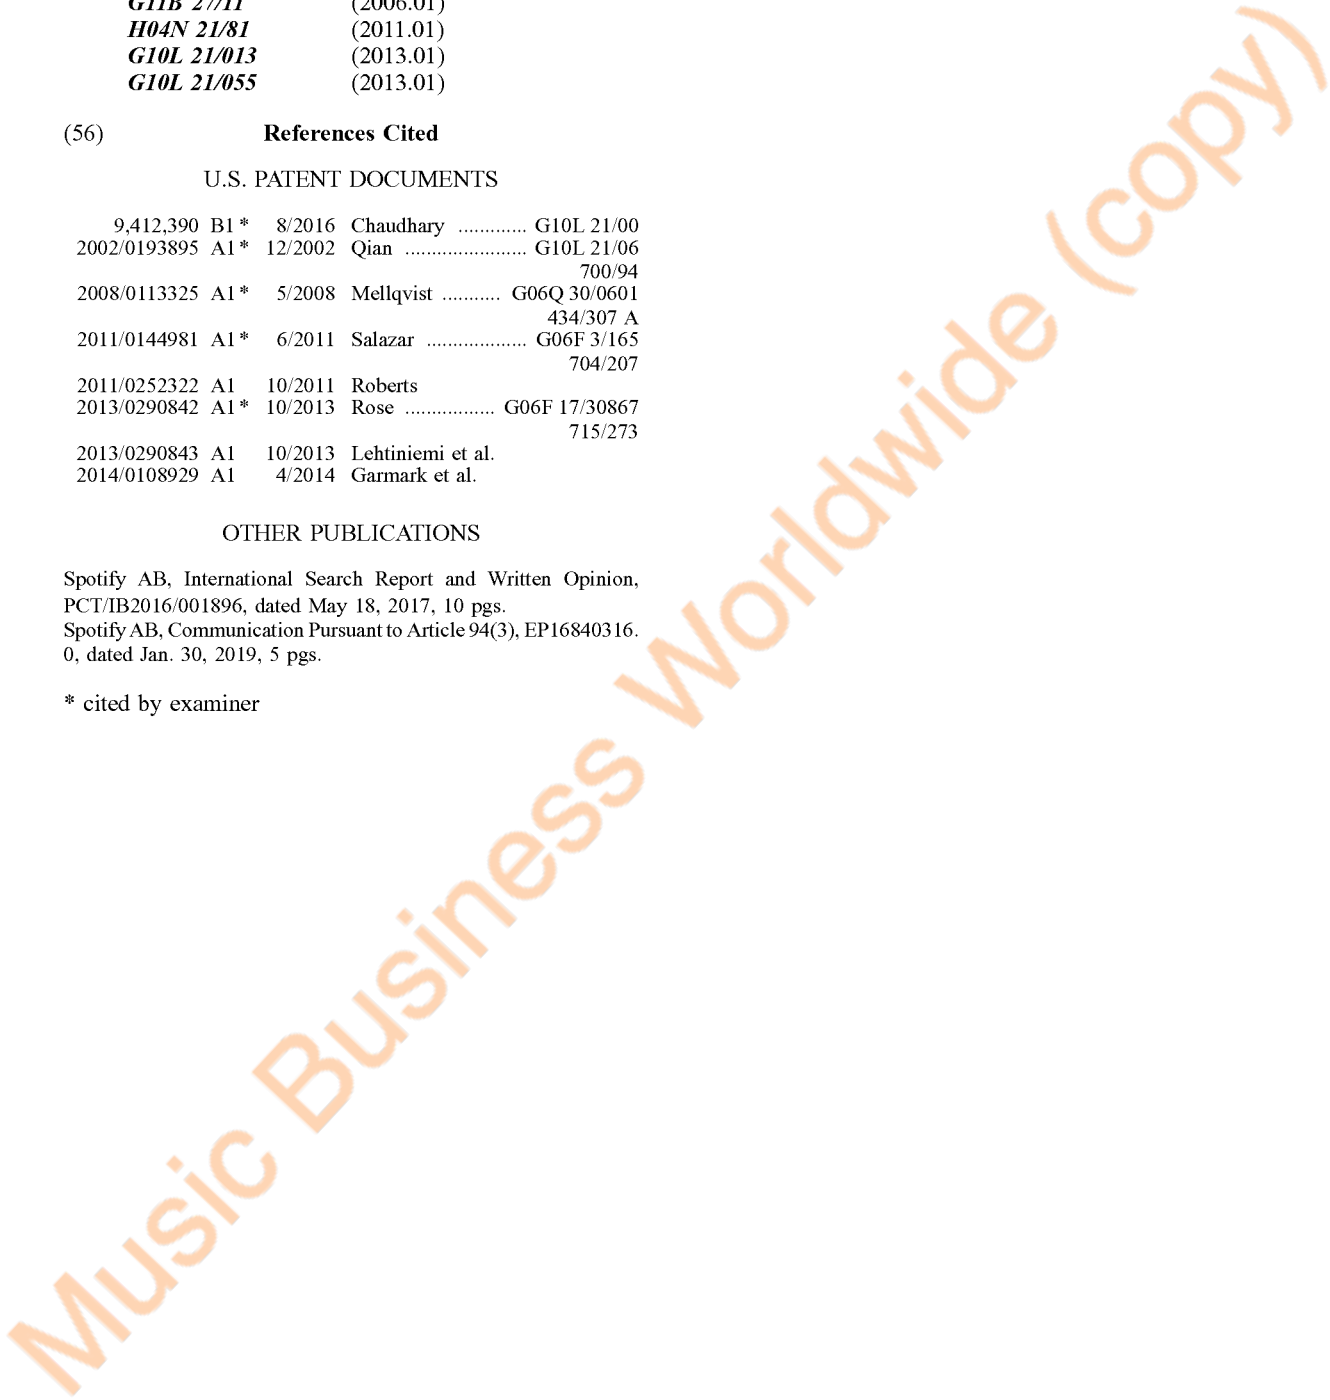 G11B 27/11 (2006.01)
H04N 21/81 (2011.01)
G10L 21/013 (2013.01)
G10L 21/055 (2013.01)
(56) References Cited
U.S. PATENT DOCUMENTS
9,412,390 B1 * 8/2016 Chaudhary ............. G10L 21/00
2002/0193895 A1 * 12/2002 Qian ....................... G10L 21/06
700/94
2008/0113325 A1 * 5/2008 Mellqvist ........... G06Q 30/0601
434/307 A
2011/0144981 A1 * 6/2011 Salazar ................... G06F 3/165
704/207
2011/0252322 A1 10/2011 Roberts
2013/0290842 A1 * 10/2013 Rose ................. G06F 17/30867
715/273
2013/0290843 A1 10/2013 Lehtiniemi et al.
2014/0108929 A1 4/2014 Garmark et al.
OTHER PUBLICATIONS
Spotify AB, International Search Report and Written Opinion,
PCT/IB2016/001896, dated May 18, 2017, 10 pgs.
Spotify AB, Communication Pursuant to Article 94(3), EP16840316.
0, dated Jan. 30, 2019, 5 pgs.
* cited by examiner
Music Business Worldwide (copy)